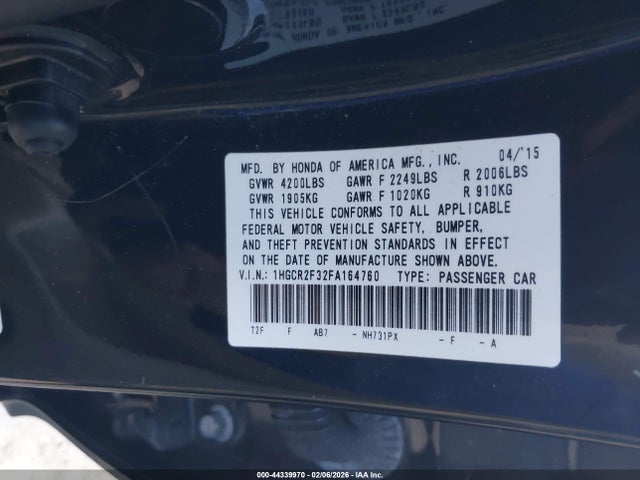 MFD. BY HONDA OF AMERICA MFG., INC. 04/'15
GVWR 4200LBS GAWR F 2249LBS R 2006LBS
GVWR 1905KG GAWR F 1020KG R 910KG
THIS VEHICLE CONFORMS TO ALL APPLICABLE
FEDERAL MOTOR VEHICLE SAFETY, BUMPER,
AND THEFT PREVENTION STANDARDS IN EFFECT
ON THE DATE OF MANUFACTURE SHOWN ABOVE.
V.I.N.: 1HGCR2F32FA164760 TYPE: PASSENGER CAR
T2F F AB7 - NH731PX - F - A
000-44339970 02/06/2026 IAA Inc.